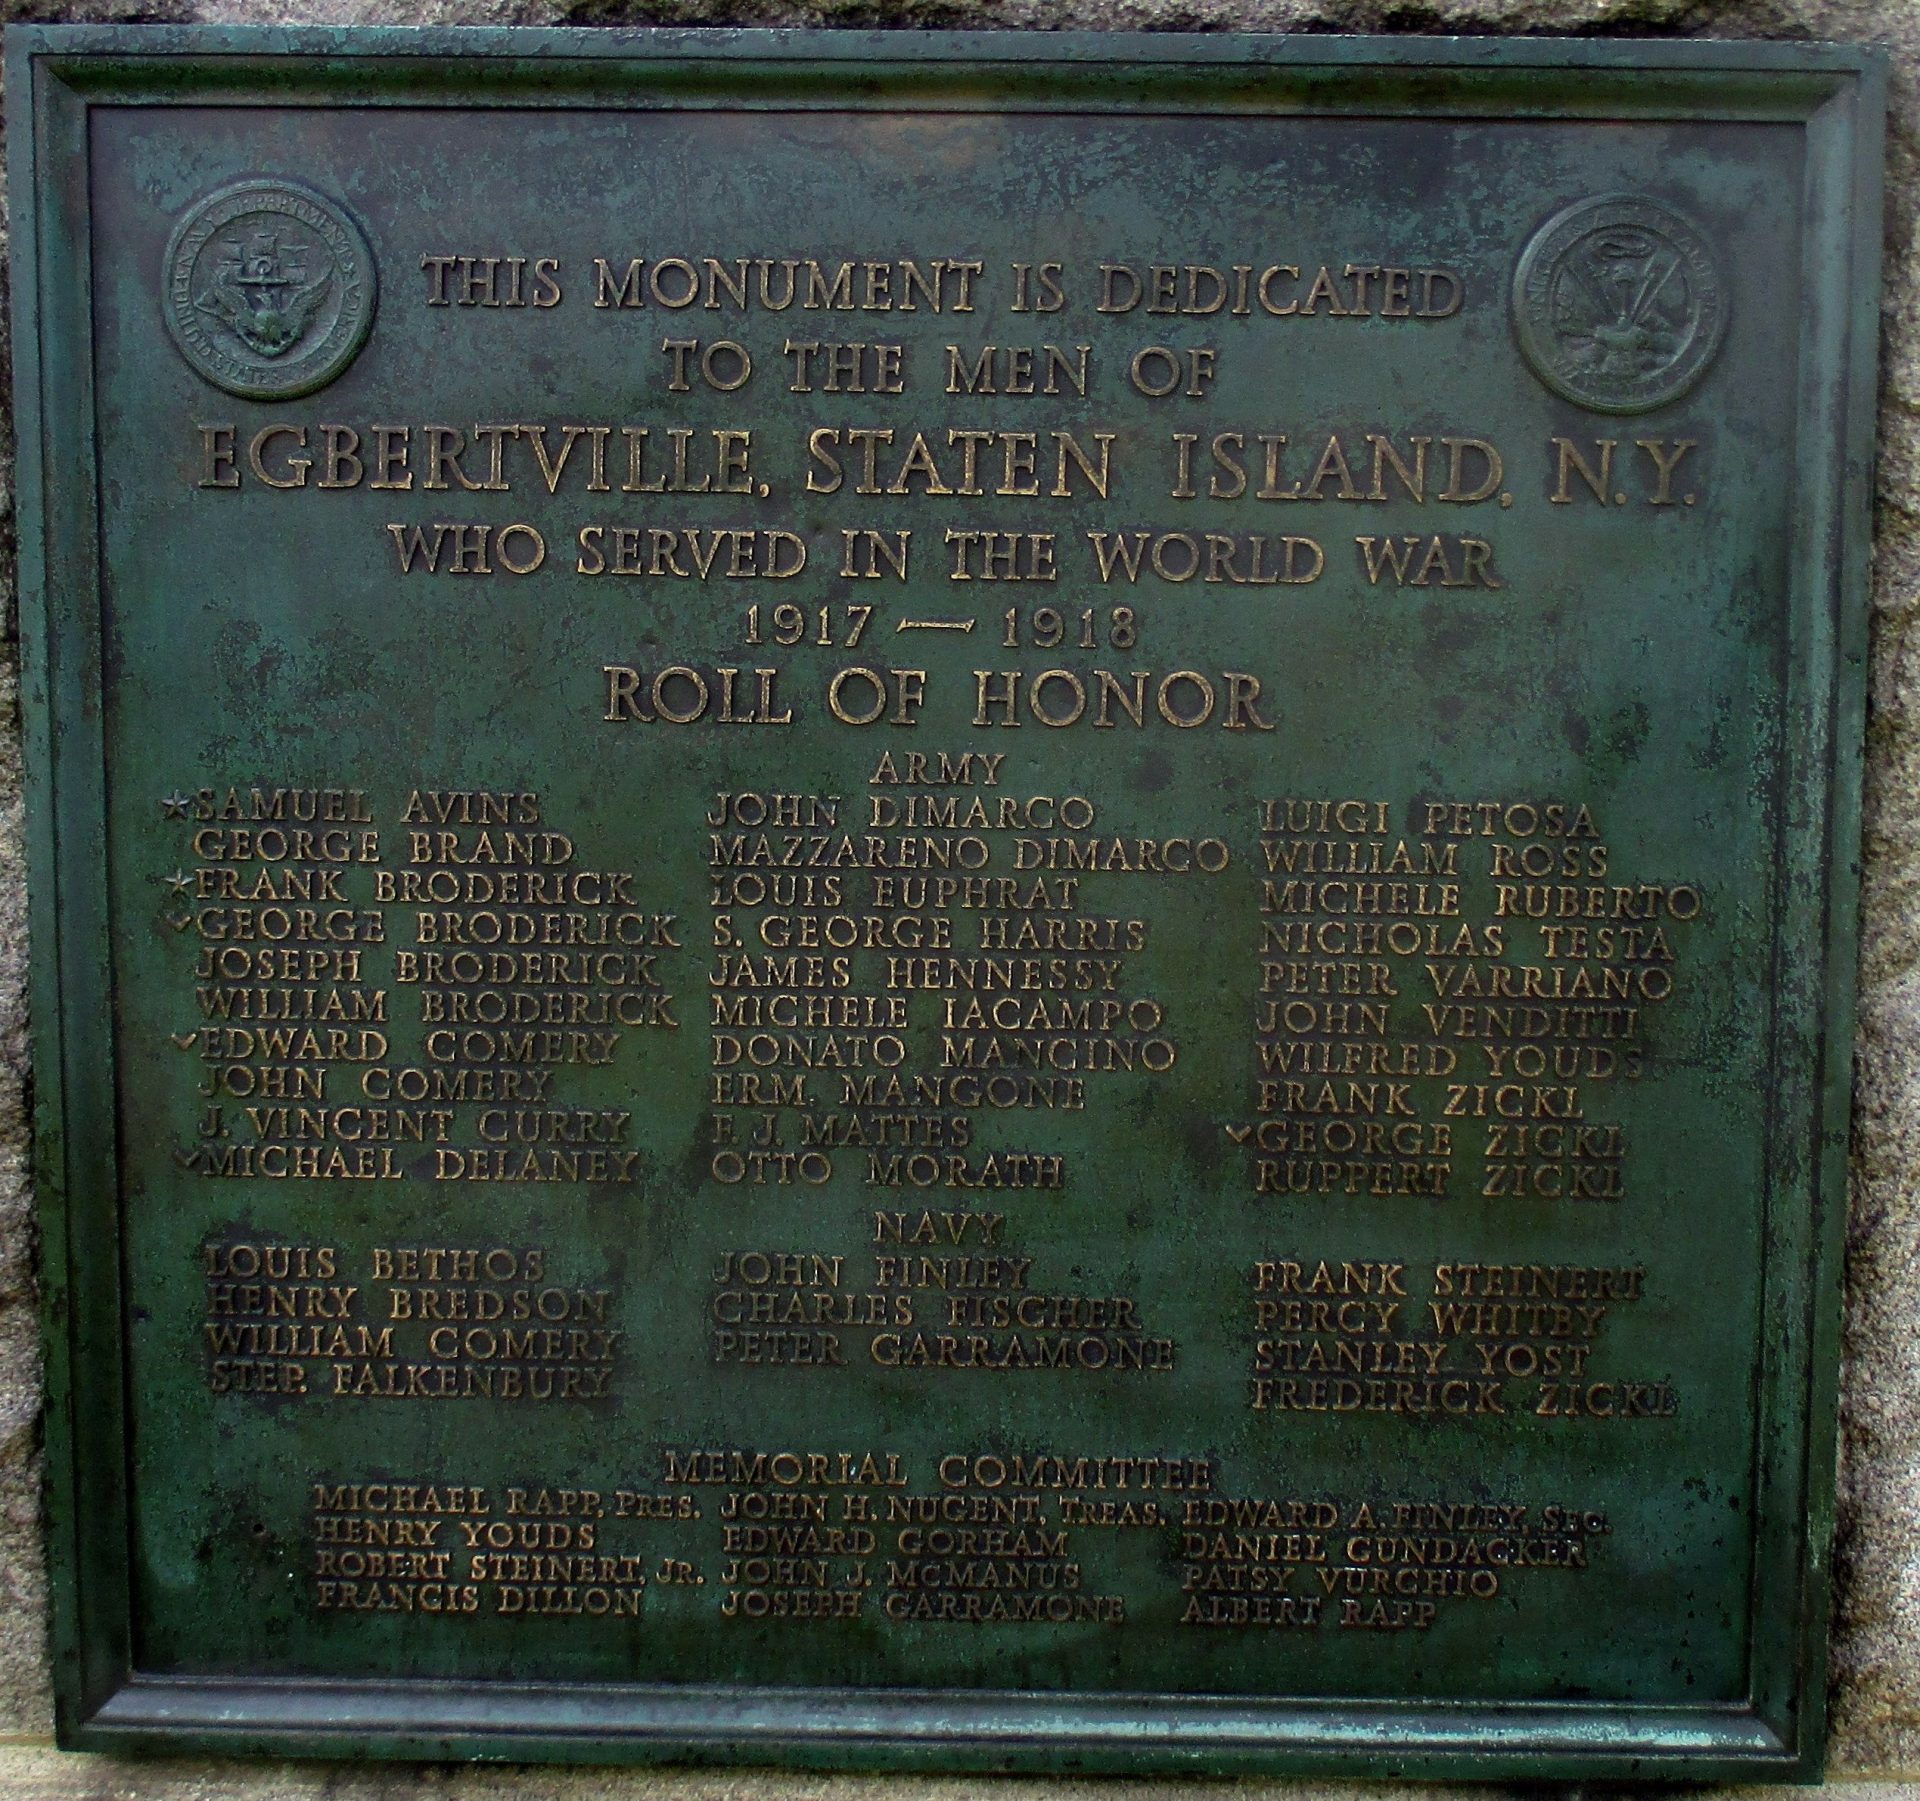 THIS MONUMENT IS DEDICATED
TO THE MEN OF
EGBERTVILLE, STATEN ISLAND, N.Y.
WHO SERVED IN THE WORLD WAR
1917 — 1918
ROLL OF HONOR
ARMY
★SAMUEL AVINS
GEORGE BRAND
★FRANK BRODERICK
GEORGE BRODERICK
JOSEPH BRODERICK
WILLIAM BRODERICK
EDWARD COMERY
JOHN COMERY
J. VINCENT CURRY
MICHAEL DELANEY
JOHN DIMARCO
MAZZARENO DIMARCO
LOUIS EUPHRAT
S. GEORGE HARRIS
JAMES HENNESSY
MICHELE IACAMPO
DONATO MANCINO
ERM. MANGONE
F. J. MATTES
OTTO MORATH
LUIGI PETOSA
WILLIAM ROSS
MICHELE RUBERTO
NICHOLAS TESTA
PETER VARRIANO
JOHN VENDITTI
WILFRED YOUDS
FRANK ZICKL
GEORGE ZICKL
RUPPERT ZICKL
NAVY
LOUIS BETHOS
HENRY BREDSON
WILLIAM COMERY
STEP. FALKENBURY
JOHN FINLEY
CHARLES FISCHER
PETER GARRAMONE
FRANK STEINERT
PERCY WHITBY
STANLEY YOST
FREDERICK ZICKL
MEMORIAL COMMITTEE
MICHAEL RAPP, PRES. JOHN H. NUGENT, TREAS. EDWARD A. FINLEY, SEC.
HENRY YOUDS EDWARD GORHAM DANIEL GUNDACKER
ROBERT STEINERT, JR. JOHN J. MCMANUS PATSY VURCHIO
FRANCIS DILLON JOSEPH GARRAMONE ALBERT RAPP